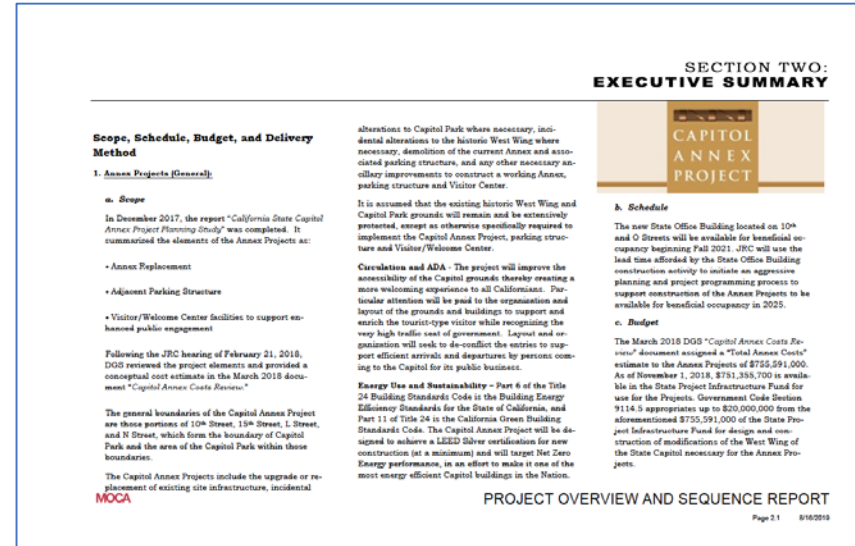 SECTION TWO:
EXECUTIVE SUMMARY
Scope, Schedule, Budget, and Delivery
Method
1. Annex Projects (General):
a. Scope
In December 2017, the report "California State Capitol
Annex Project Planning Study" was completed. It
summarized the elements of the Annex Projects as:
• Annex Replacement
• Adjacent Parking Structure
• Visitor/Welcome Center facilities to support en-
hanced public engagement
Following the JRC hearing of February 21, 2018,
DGS reviewed the project elements and provided a
conceptual cost estimate in the March 2018 docu-
ment "Capitol Annex Costs Review."
The general boundaries of the Capitol Annex Project
are those portions of 10th Street, 15th Street, L Street,
and N Street, which form the boundary of Capitol
Park and the area of the Capitol Park within those
boundaries.
The Capitol Annex Projects include the upgrade or re-
placement of existing site infrastructure, incidental
alterations to Capitol Park where necessary, inci-
dental alterations to the historic West Wing where
necessary, demolition of the current Annex and asso-
ciated parking structure, and any other necessary an-
cillary improvements to construct a working Annex,
parking structure and Visitor Center.
It is assumed that the existing historic West Wing and
Capitol Park grounds will remain and be extensively
protected, except as otherwise specifically required to
implement the Capitol Annex Project, parking struc-
ture and Visitor/Welcome Center.
Circulation and ADA - The project will improve the
accessibility of the Capitol grounds thereby creating a
more welcoming experience to all Californians. Par-
ticular attention will be paid to the organization and
layout of the grounds and buildings to support and
enrich the tourist-type visitor while recognizing the
very high traffic seat of government. Layout and or-
ganization will seek to de-conflict the entries to sup-
port efficient arrivals and departures by persons com-
ing to the Capitol for its public business.
Energy Use and Sustainability – Part 6 of the Title
24 Building Standards Code is the Building Energy
Efficiency Standards for the State of California, and
Part 11 of Title 24 is the California Green Building
Standards Code. The Capitol Annex Project will be de-
signed to achieve a LEED Silver certification for new
construction (at a minimum) and will target Net Zero
Energy performance, in an effort to make it one of the
most energy efficient Capitol buildings in the Nation.
CAPITOL
ANNEX
PROJECT
b. Schedule
The new State Office Building located on 10th
and O Streets will be available for beneficial oc-
cupancy beginning Fall 2021. JRC will use the
lead time afforded by the State Office Building
construction activity to initiate an aggressive
planning and project programming process to
support construction of the Annex Projects to be
available for beneficial occupancy in 2025.
c. Budget
The March 2018 DGS "Capitol Annex Costs Re-
view" document assigned a "Total Annex Costs"
estimate to the Annex Projects of $755,591,000.
As of November 1, 2018, $751,355,700 is availa-
ble in the State Project Infrastructure Fund for
use for the Projects. Government Code Section
9114.5 appropriates up to $20,000,000 from the
aforementioned $755,591,000 of the State Pro-
ject Infrastructure Fund for design and con-
struction of modifications of the West Wing of
the State Capitol necessary for the Annex Pro-
jects.
MOCA
PROJECT OVERVIEW AND SEQUENCE REPORT
Page 2.1 8/16/2019